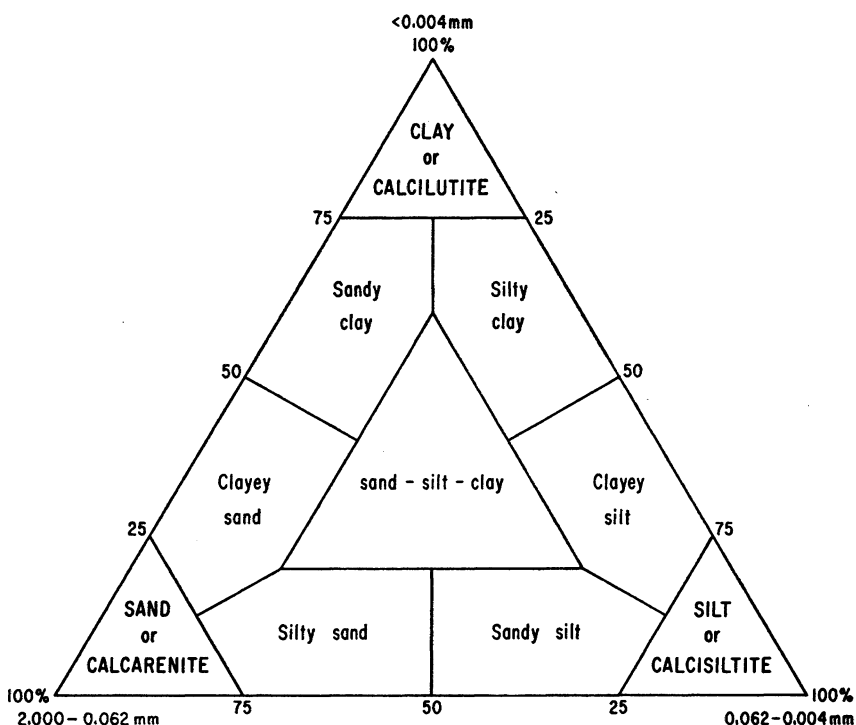 <0.004mm
100%
CLAY
or
CALCILUTITE
75
25
Sandy
clay
Silty
clay
50
50
Clayey
sand
sand - silt - clay
Clayey
silt
25
75
SAND
or
CALCARENITE
Silty sand
Sandy silt
SILT
or
CALCISILTITE
100%
2.000 - 0.062 mm
75
50
25
100%
0.062-0.004mm